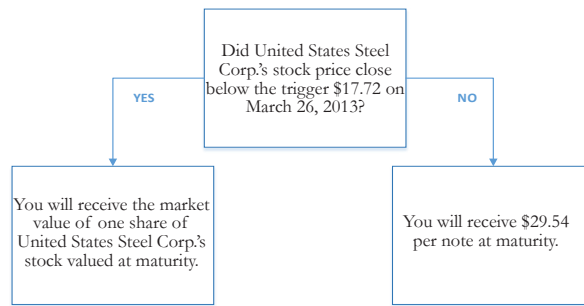 Did United States Steel
Corp.'s stock price close
below the trigger $17.72 on
March 26, 2013?
YES
NO
You will receive the market
value of one share of
United States Steel Corp.'s
stock valued at maturity.
You will receive $29.54
per note at maturity.